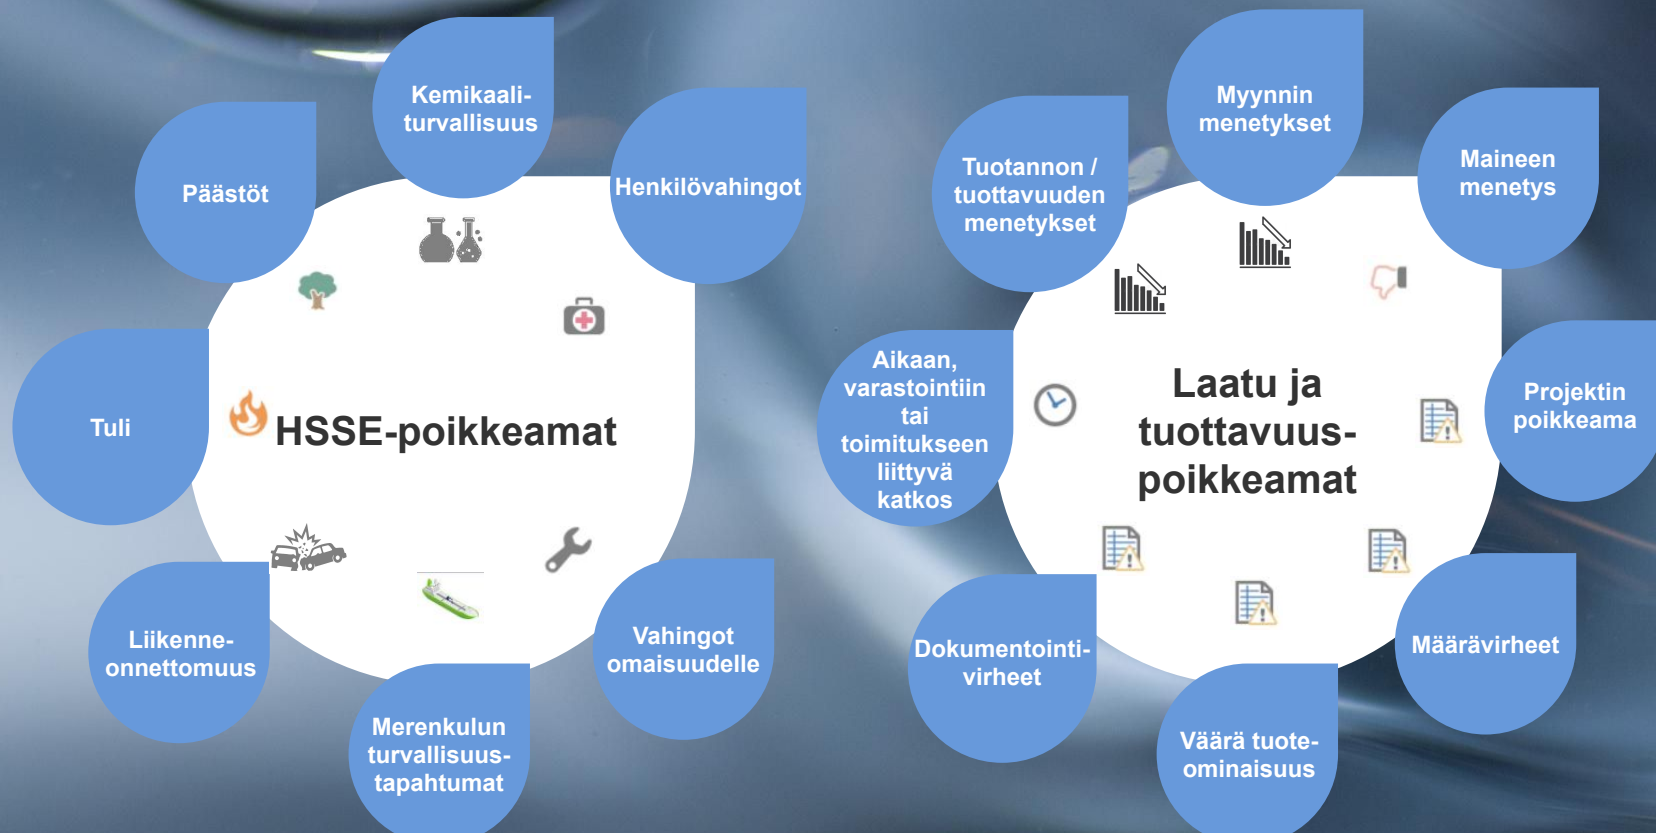 Kemikaali-
turvallisuus
Päästöt
Henkilövahingot
Tuli
HSSE-poikkeamat
Liikenne-
onnettomuus
Vahingot
omaisuudelle
Merenkulun
turvallisuus-
tapahtumat
Myynnin
menetykset
Tuotannon /
tuottavuuden
menetykset
Maineen
menetys
Aikaan,
varastointiin
tai
toimitukseen
liittyvä
katkos
Laatu ja
tuottavuus-
poikkeamat
Projektin
poikkeama
Dokumentointi-
virheet
Määrävirheet
Väärä tuote-
ominaisuus